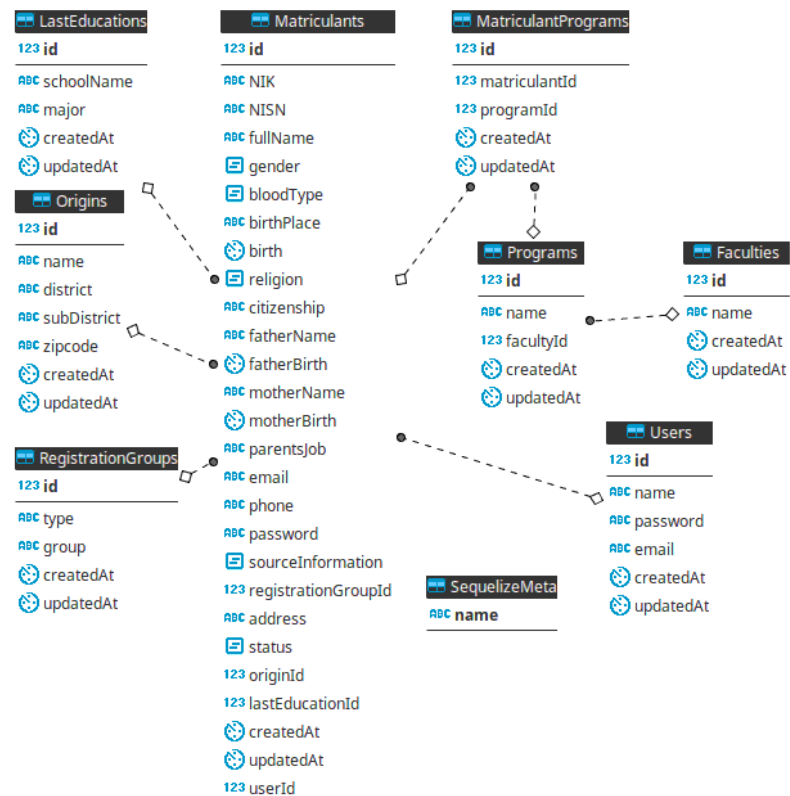 LastEducations
123 id
ABC schoolName
ABC major
createdAt
updatedAt
Origins
123 id
ABC name
ABC district
ABC subDistrict
ABC zipcode
createdAt
updatedAt
RegistrationGroups
123 id
ABC type
ABC group
createdAt
updatedAt
Matriculants
123 id
ABC NIK
ABC NISN
ABC fullName
gender
bloodType
ABC birthPlace
birth
religion
ABC citizenship
ABC fatherName
fatherBirth
ABC motherName
motherBirth
ABC parentsJob
ABC email
ABC phone
ABC password
sourceInformation
123 registrationGroupId
ABC address
status
123 originId
123 lastEducationId
createdAt
updatedAt
123 userId
MatriculantPrograms
123 id
123 matriculantId
123 programId
createdAt
updatedAt
Programs
123 id
ABC name
123 facultyId
createdAt
updatedAt
Faculties
123 id
ABC name
createdAt
updatedAt
Users
123 id
ABC name
ABC password
ABC email
createdAt
updatedAt
SequelizeMeta
ABC name